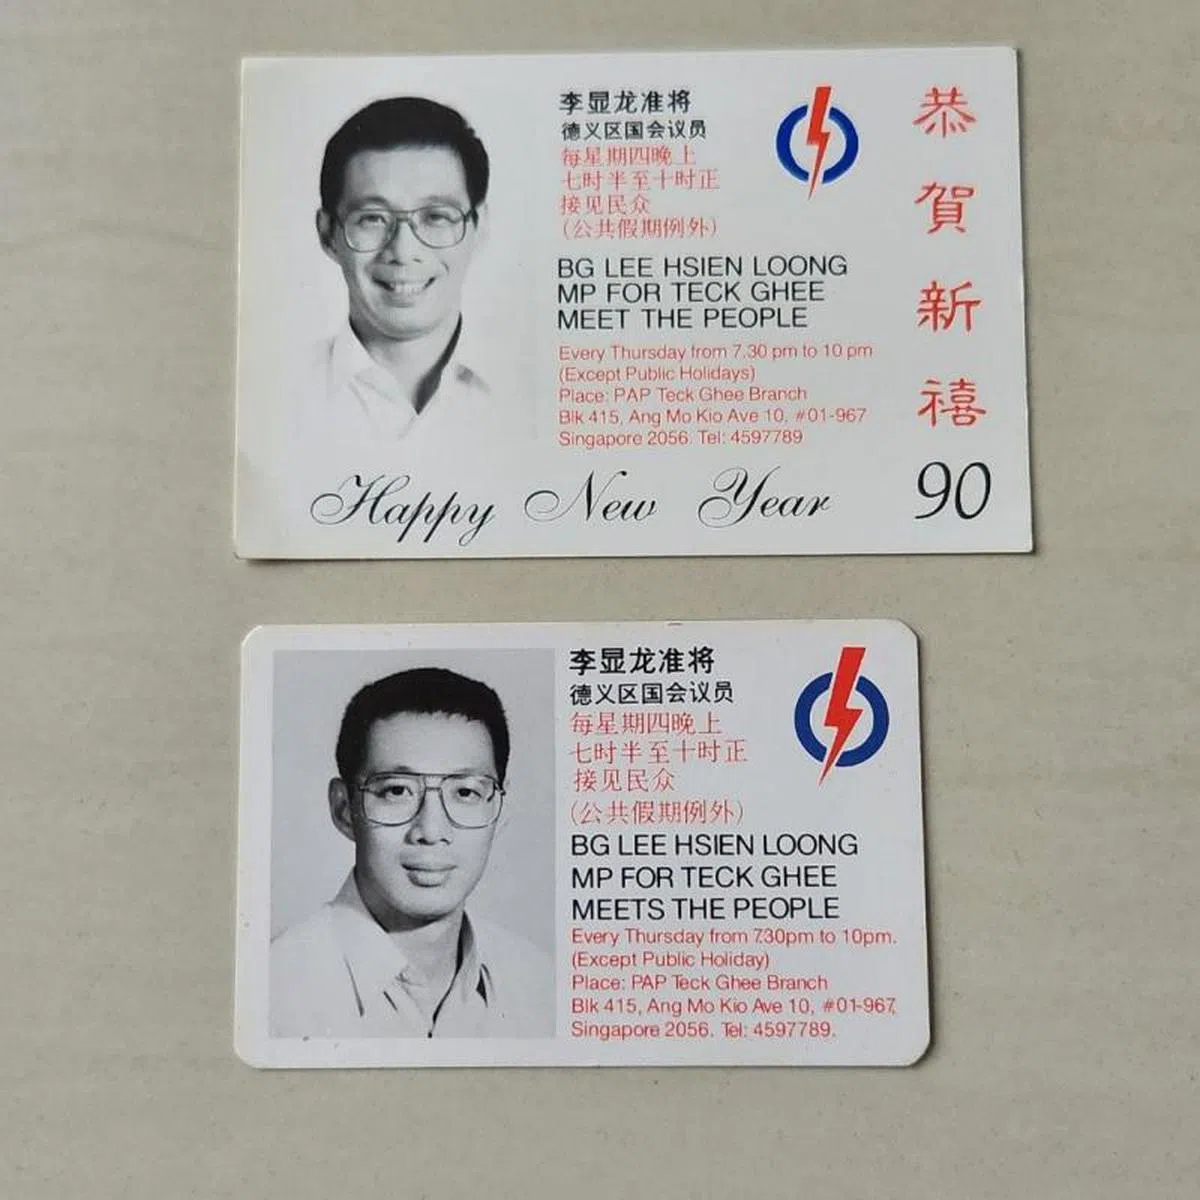 李显龙准将
德义区国会议员
每星期四晚上
七时半至十时正
接见民众
(公共假期例外)
BG LEE HSIEN LOONG
MP FOR TECK GHEE
MEET THE PEOPLE
Every Thursday from 7.30 pm to 10 pm
(Except Public Holidays)
Place: PAP Teck Ghee Branch
Blk 415, Ang Mo Kio Ave 10, #01-967
Singapore 2056. Tel: 4597789
恭賀新禧
Happy New Year 90
李显龙准将
德义区国会议员
每星期四晚上
七时半至十时正
接见民众
(公共假期例外)
BG LEE HSIEN LOONG
MP FOR TECK GHEE
MEETS THE PEOPLE
Every Thursday from 7.30pm to 10pm.
(Except Public Holiday)
Place: PAP Teck Ghee Branch
Blk 415, Ang Mo Kio Ave 10, #01-967,
Singapore 2056. Tel: 4597789.